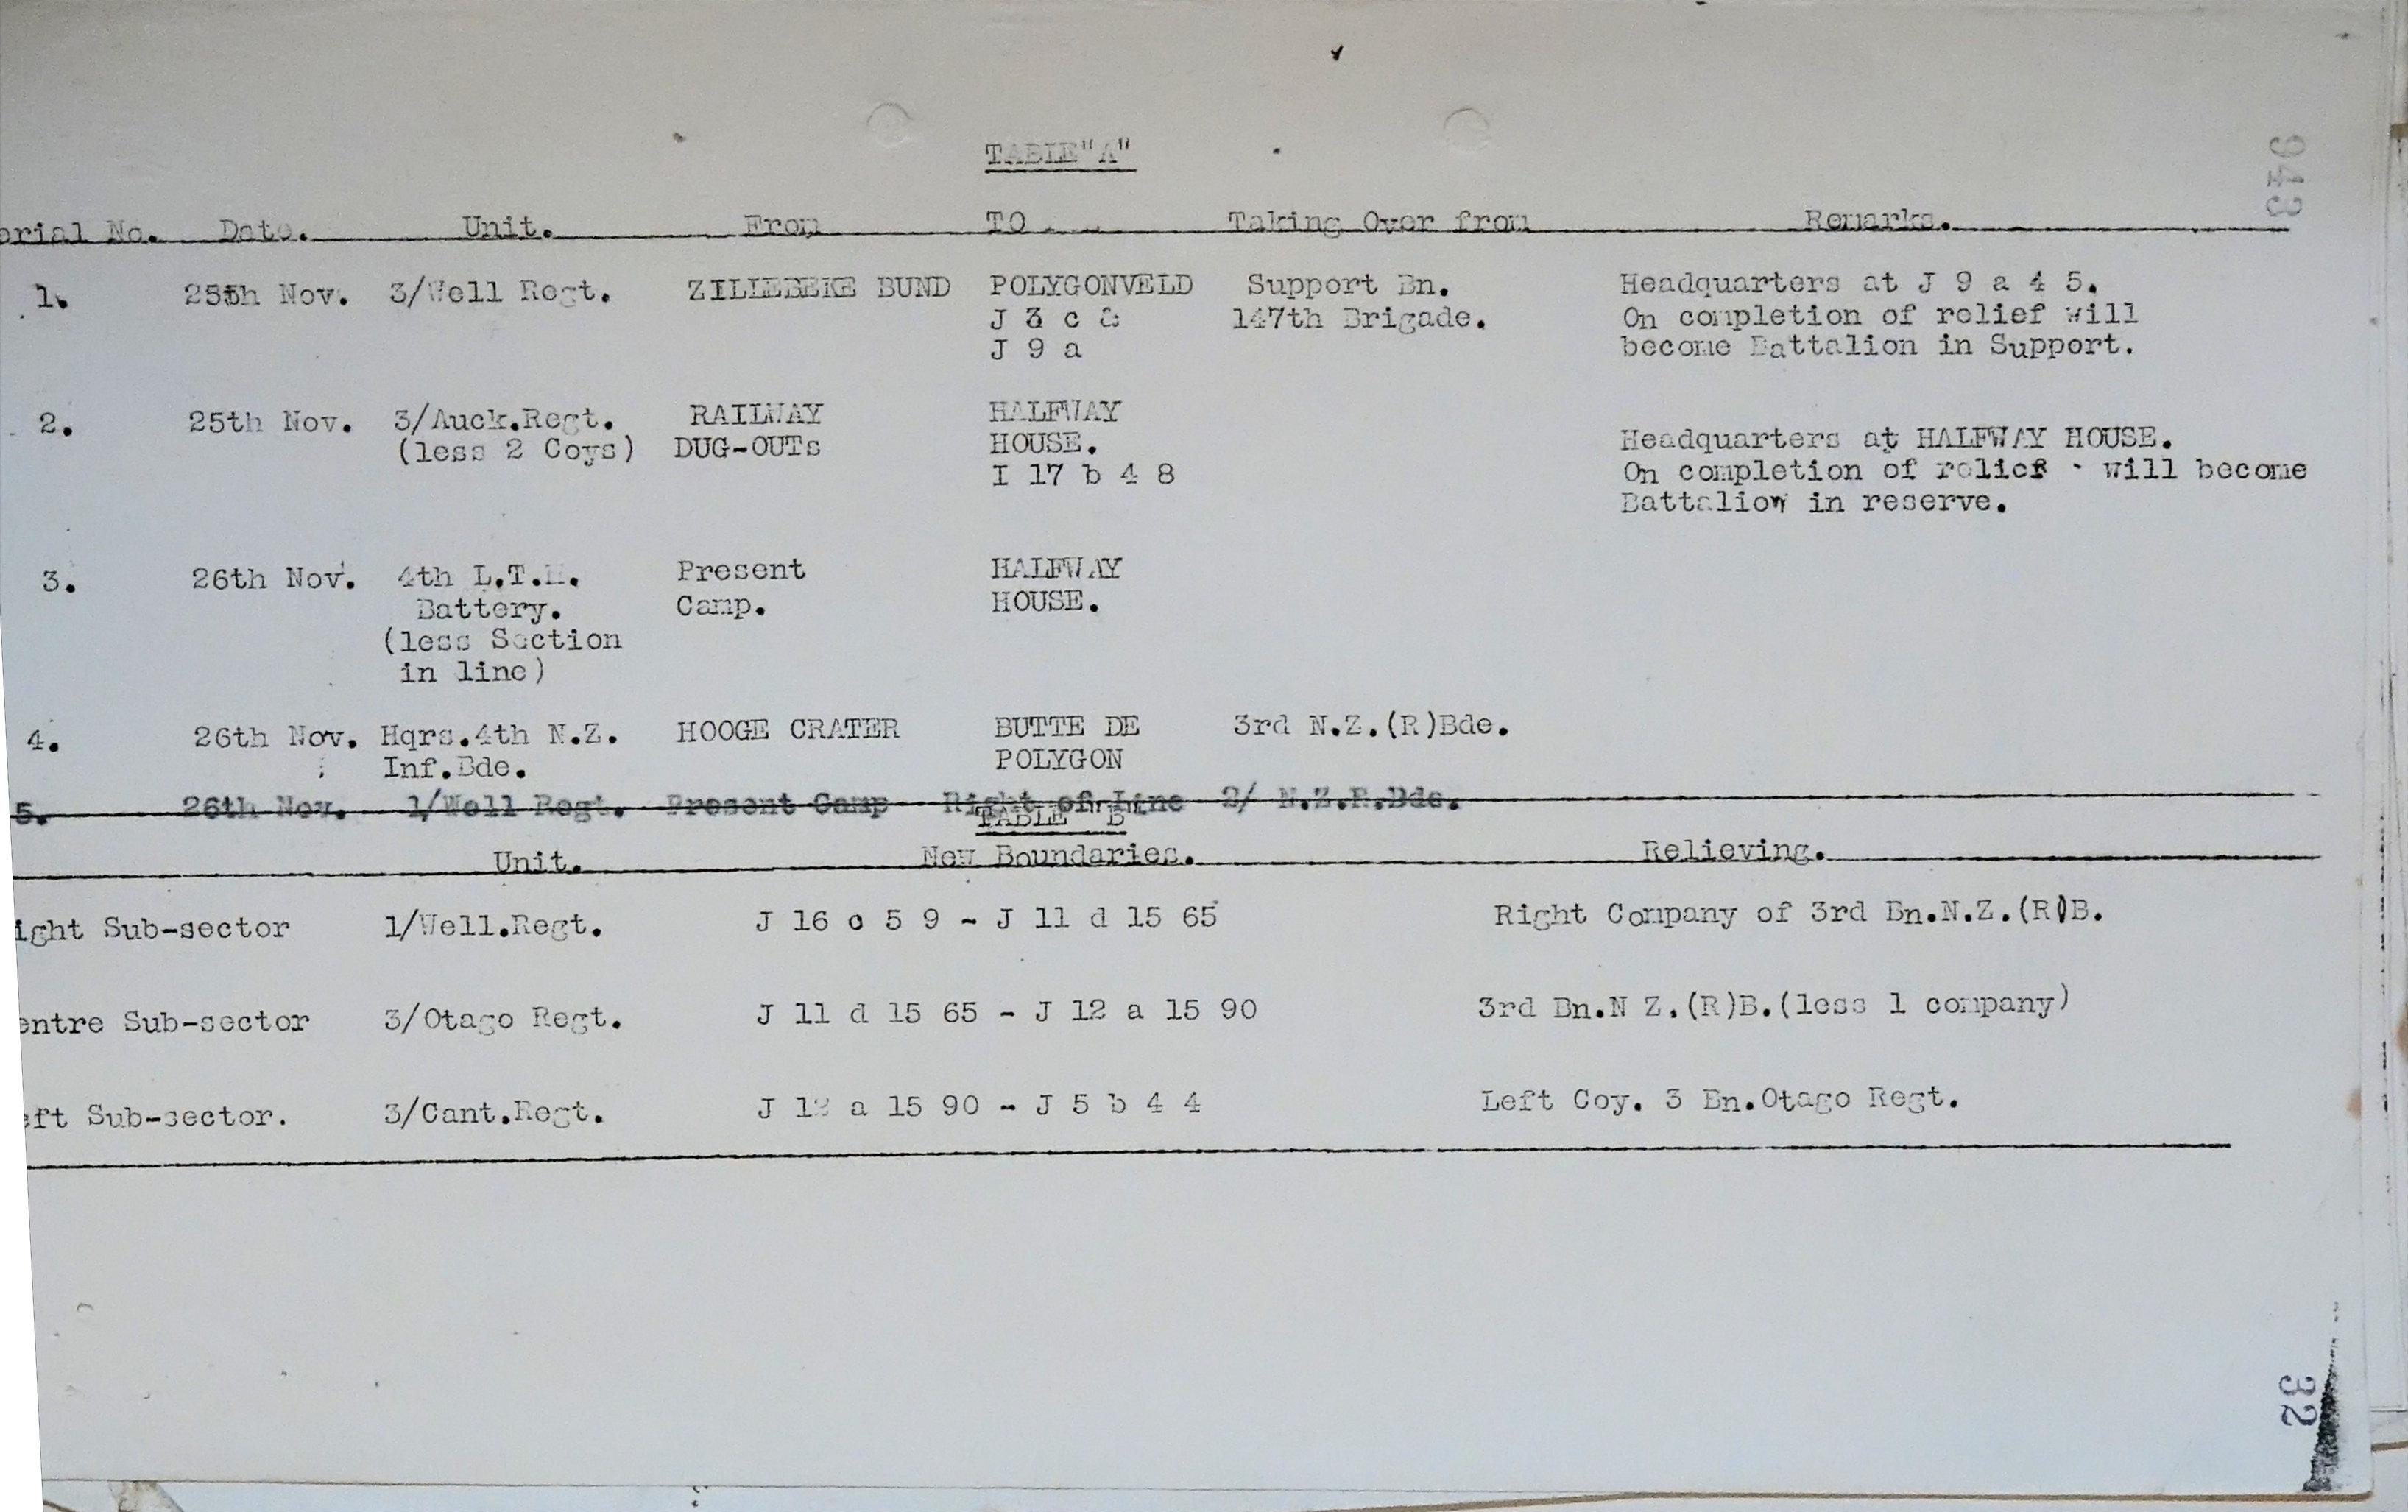 TABLE "A"
erial No. Date. Unit. From TO Taking Over from Remarks.
1. 25th Nov. 3/Well Regt. ZILLEBEKE BUND POLYGONVELD Support Bn. Headquarters at J 9 a 4 5.
J 3 c & 147th Brigade. On completion of relief will
J 9 a become Battalion in Support.
2. 25th Nov. 3/Auck.Regt. RAILWAY HALFWAY
(less 2 Coys) DUG-OUTs HOUSE. Headquarters at HALFWAY HOUSE.
I 17 b 4 8 On completion of relief will become
Battalion in reserve.
3. 26th Nov. 4th L.T.M. Present HALFWAY
Battery. Camp. HOUSE.
(less Section
in line)
4. 26th Nov. Hqrs.4th N.Z. HOOGE CRATER BUTTE DE 3rd N.Z.(R)Bde.
Inf.Bde. POLYGON
5. 26th Nov. 1/Well Regt. Present Camp Right of Line 2/ N.Z.R.Bde.
TABLE "B"
Unit. New Boundaries. Relieving.
ight Sub-sector 1/Well.Regt. J 16 c 5 9 - J 11 d 15 65 Right Company of 3rd Bn.N.Z.(R)B.
entre Sub-sector 3/Otago Regt. J 11 d 15 65 - J 12 a 15 90 3rd Bn.N Z.(R)B.(less 1 company)
eft Sub-sector. 3/Cant.Regt. J 12 a 15 90 - J 5 b 4 4 Left Coy. 3 Bn.Otago Regt.
943
32